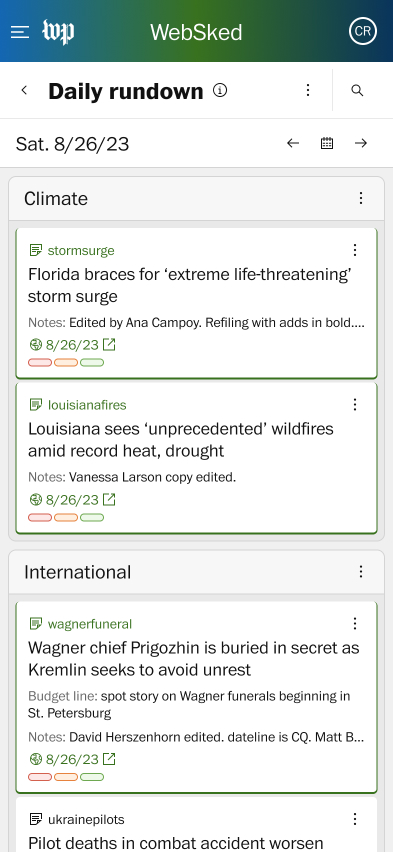 wp
WebSked
CR
Daily rundown
Sat. 8/26/23
Climate
stormsurge
Florida braces for ‘extreme life-threatening’
storm surge
Notes: Edited by Ana Campoy. Refiling with adds in bold....
8/26/23
louisianafires
Louisiana sees ‘unprecedented’ wildfires
amid record heat, drought
Notes: Vanessa Larson copy edited.
8/26/23
International
wagnerfuneral
Wagner chief Prigozhin is buried in secret as
Kremlin seeks to avoid unrest
Budget line: spot story on Wagner funerals beginning in
St. Petersburg
Notes: David Herszenhorn edited. dateline is CQ. Matt B...
8/26/23
ukrainepilots
Pilot deaths in combat accident worsen